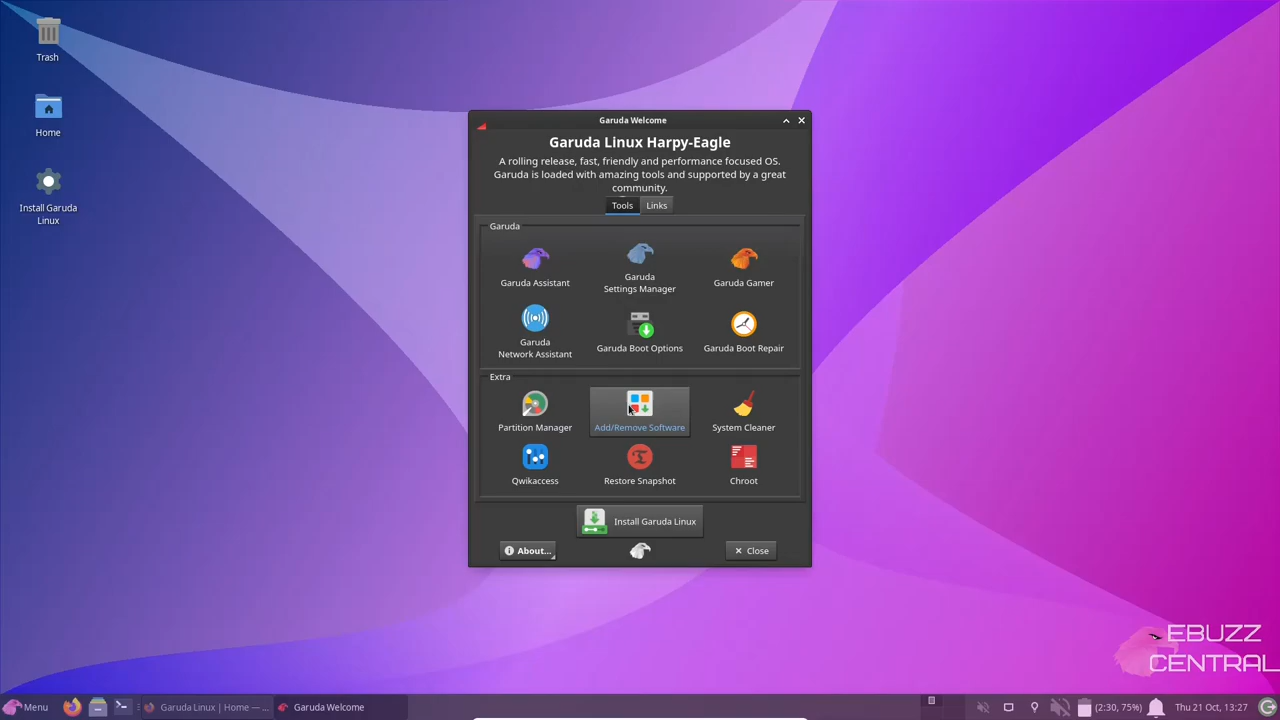 Trash
Home
Install Garuda
Linux
Garuda Welcome
Garuda Linux Harpy-Eagle
A rolling release, fast, friendly and performance focused OS.
Garuda is loaded with amazing tools and supported by a great
community.
Tools Links
Garuda
Garuda Assistant
Garuda
Settings Manager
Garuda Gamer
Garuda
Network Assistant
Garuda Boot Options
Garuda Boot Repair
Extra
Partition Manager
Add/Remove Software
System Cleaner
Qwikaccess
Restore Snapshot
Chroot
Install Garuda Linux
About...
Close
EBUZZ
CENTRAL
Menu
Garuda Linux | Home — ...
Garuda Welcome
(2:30, 75%)
Thu 21 Oct, 13:27